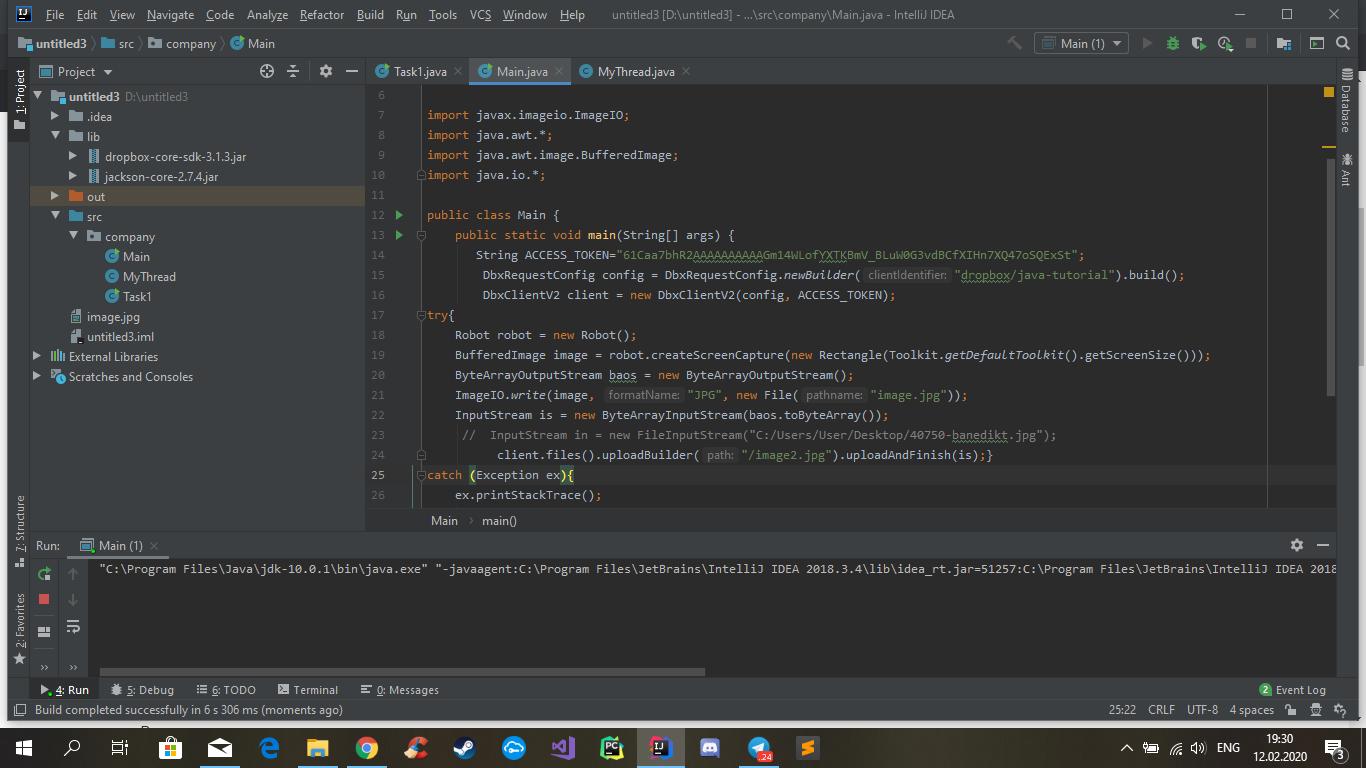 File Edit View Navigate Code Analyze Refactor Build Run Tools VCS Window Help untitled3 [D:\untitled3] - ...\src\company\Main.java - IntelliJ IDEA
untitled3 src company Main Main (1)
1: Project
Project
Task1.java Main.java MyThread.java
untitled3 D:\untitled3
.idea
lib
dropbox-core-sdk-3.1.3.jar
jackson-core-2.7.4.jar
out
src
company
Main
MyThread
Task1
image.jpg
untitled3.iml
External Libraries
Scratches and Consoles
6
7 import javax.imageio.ImageIO;
8 import java.awt.*;
9 import java.awt.image.BufferedImage;
10 import java.io.*;
11
12 public class Main {
13 public static void main(String[] args) {
14 String ACCESS_TOKEN="61Caa7bhR2AAAAAAAAAAGm14WLofYXTKBmV_BLuW0G3vdBCfXIHn7XQ47oSQExSt";
15 DbxRequestConfig config = DbxRequestConfig.newBuilder( clientIdentifier: "dropbox/java-tutorial").build();
16 DbxClientV2 client = new DbxClientV2(config, ACCESS_TOKEN);
17 try{
18 Robot robot = new Robot();
19 BufferedImage image = robot.createScreenCapture(new Rectangle(Toolkit.getDefaultToolkit().getScreenSize()));
20 ByteArrayOutputStream baos = new ByteArrayOutputStream();
21 ImageIO.write(image, formatName: "JPG", new File( pathname: "image.jpg"));
22 InputStream is = new ByteArrayInputStream(baos.toByteArray());
23 // InputStream in = new FileInputStream("C:/Users/User/Desktop/40750-banedikt.jpg");
24 client.files().uploadBuilder( path: "/image2.jpg").uploadAndFinish(is);}
25 catch (Exception ex){
26 ex.printStackTrace();
Main main()
Database
Ant
7: Structure
2: Favorites
Run: Main (1)
"C:\Program Files\Java\jdk-10.0.1\bin\java.exe" "-javaagent:C:\Program Files\JetBrains\IntelliJ IDEA 2018.3.4\lib\idea_rt.jar=51257:C:\Program Files\JetBrains\IntelliJ IDEA 2018
4: Run 5: Debug 6: TODO Terminal 0: Messages 2 Event Log
Build completed successfully in 6 s 306 ms (moments ago) 25:22 CRLF UTF-8 4 spaces
PC IJ .24 ENG 19:30
12.02.2020 3